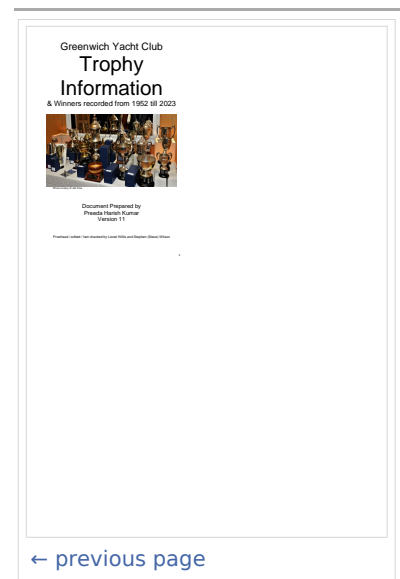 Greenwich Yacht Club
Trophy
Information
& Winners recorded from 1952 till 2023
Document Prepared by
Preeda Harish Kumar
Version 11
← previous page